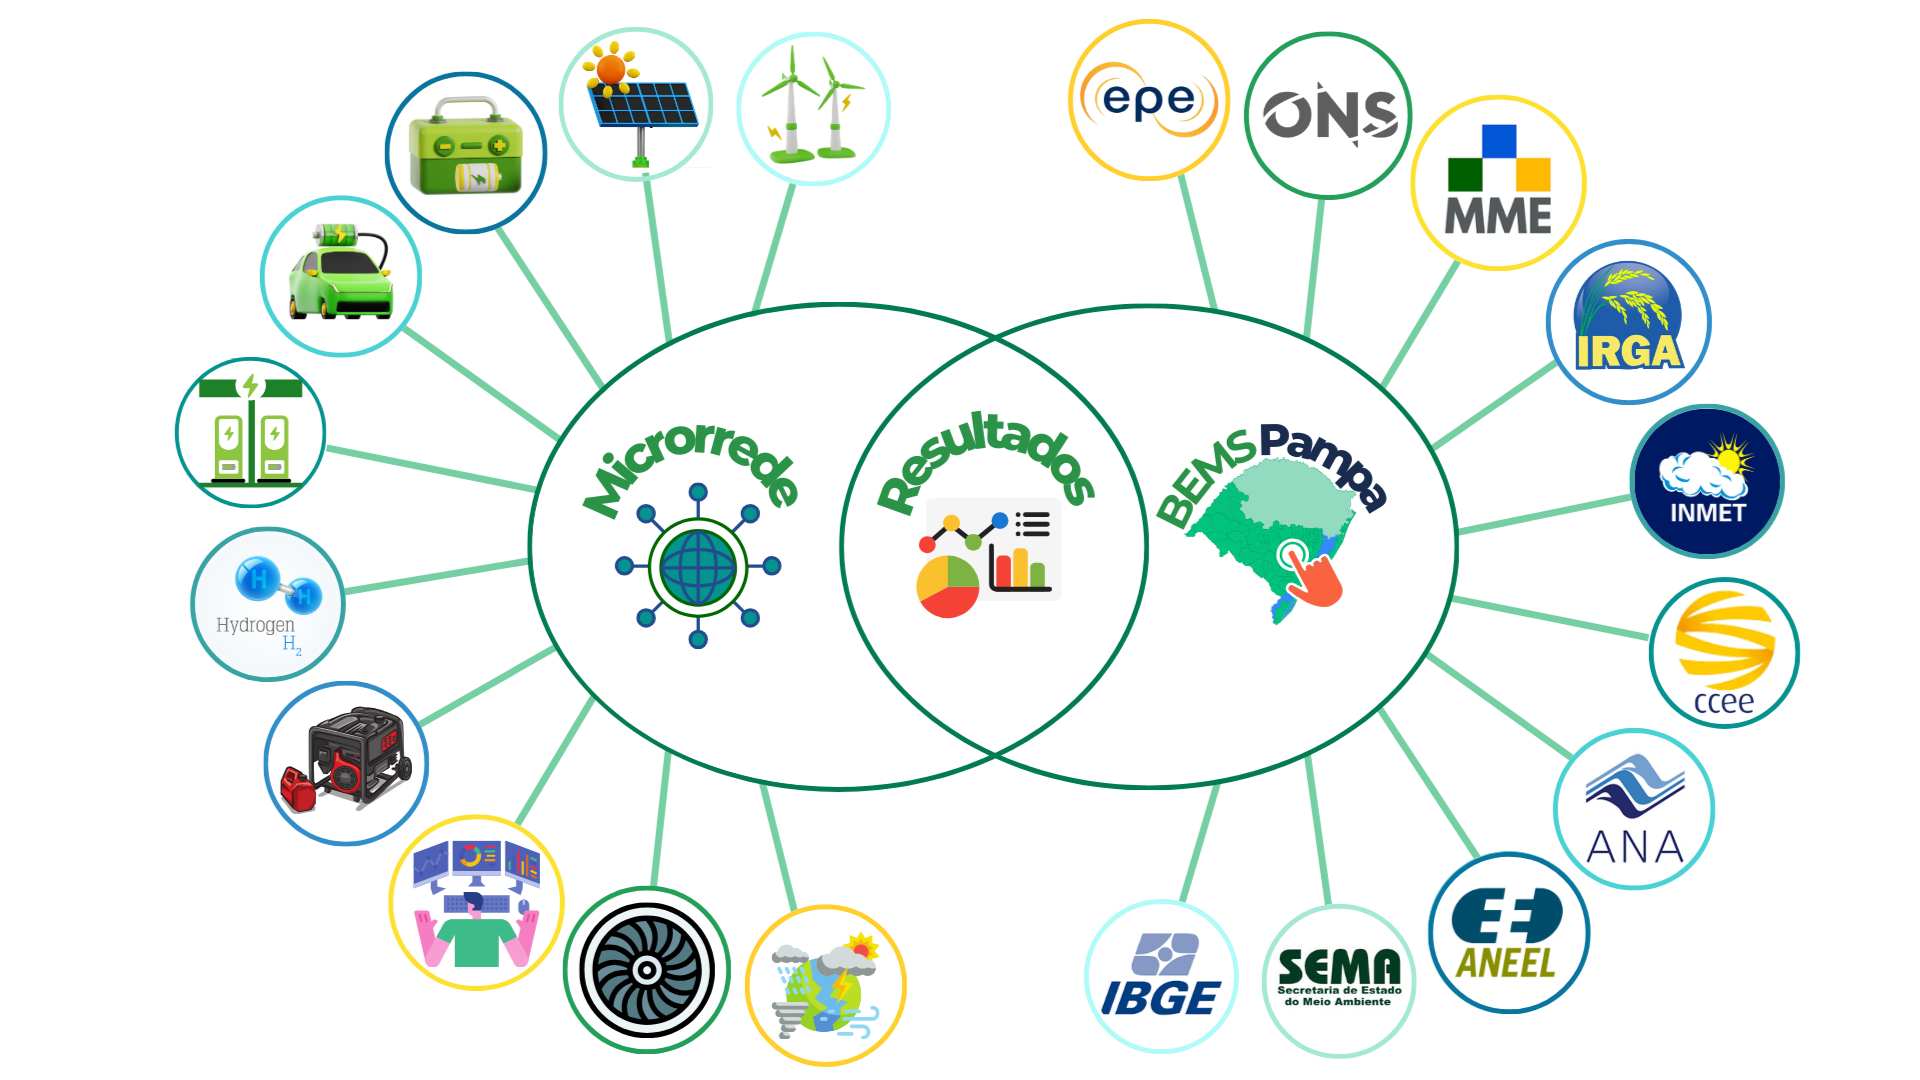 epe
ONS
MME
IRGA
INMET
ccee
ANA
ANEEL
SEMA
Secretaria de Estado
do Meio Ambiente
IBGE
Microrrede
Resultados
BEMS Pampa
H H
Hydrogen
H2